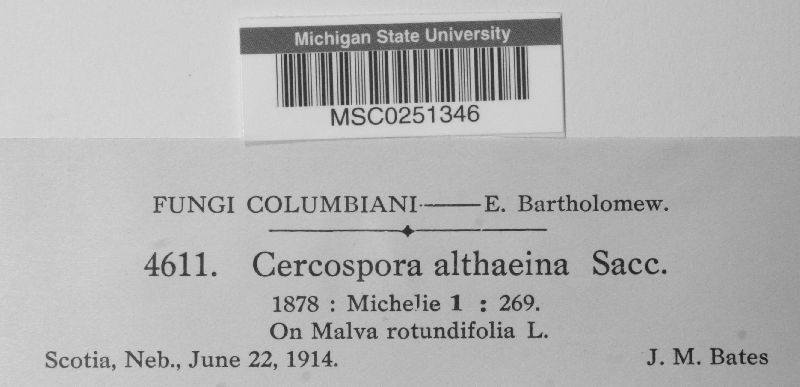 Michigan State University
MSC0251346
FUNGI COLUMBIANI——E. Bartholomew.
4611. Cercospora althaeina Sacc.
1878 : Michelie 1 : 269.
On Malva rotundifolia L.
Scotia, Neb., June 22, 1914. J. M. Bates